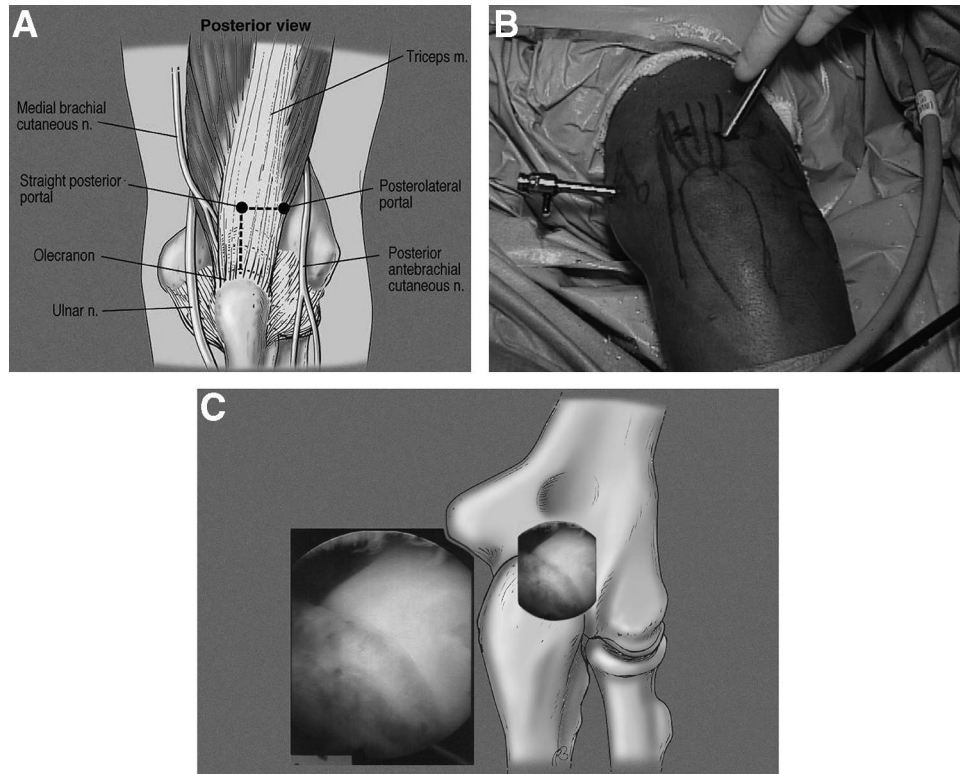 A
Posterior view
Triceps m.
Medial brachial
cutaneous n.
Straight posterior
portal
Posterolateral
portal
Olecranon
Posterior
antebrachial
cutaneous n.
Ulnar n.
B
C